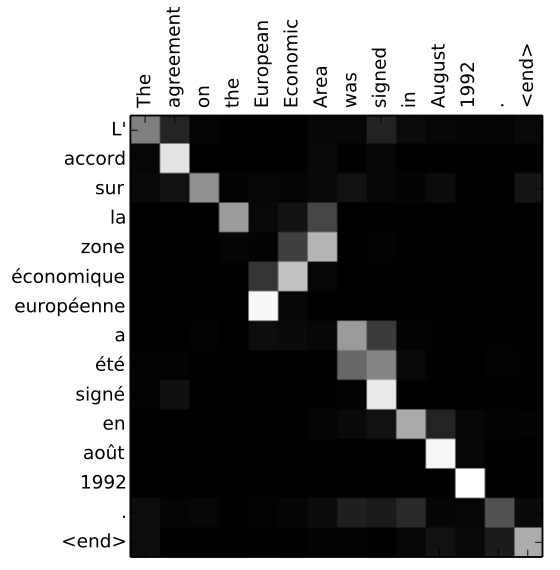 The agreement on the European Economic Area was signed in August 1992 . <end>
L'
accord
sur
la
zone
économique
européenne
a
été
signé
en
août
1992
.
<end>